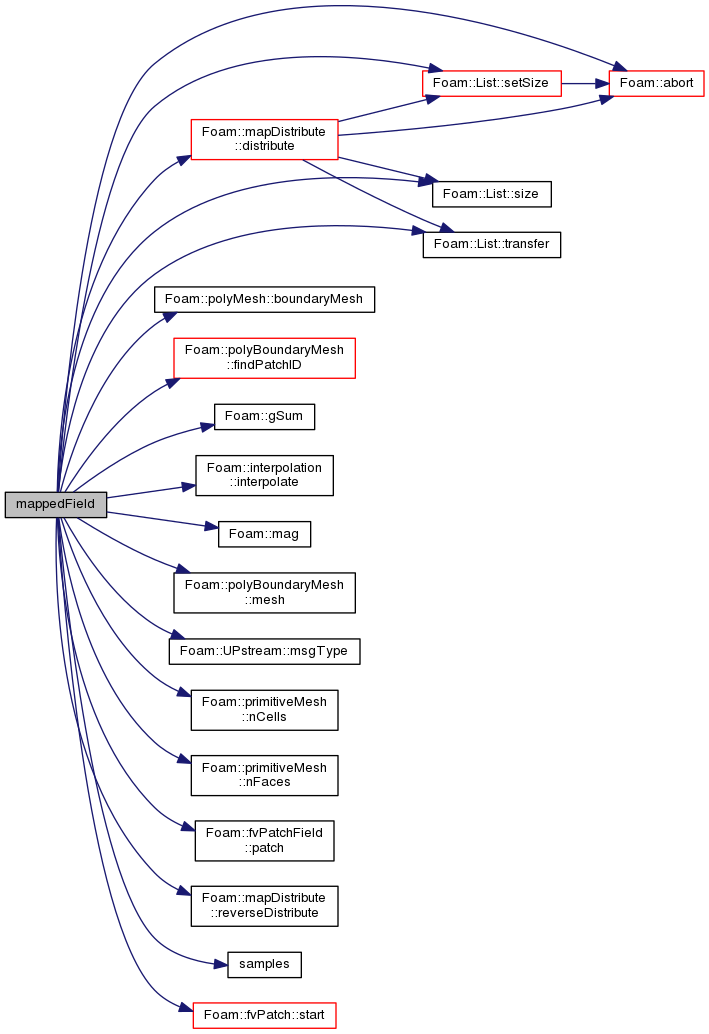 Foam::List::setSize
Foam::abort
Foam::mapDistribute
::distribute
Foam::List::size
Foam::List::transfer
Foam::polyMesh::boundaryMesh
Foam::polyBoundaryMesh
::findPatchID
Foam::gSum
Foam::interpolation
::interpolate
mappedField
Foam::mag
Foam::polyBoundaryMesh
::mesh
Foam::UPstream::msgType
Foam::primitiveMesh
::nCells
Foam::primitiveMesh
::nFaces
Foam::fvPatchField
::patch
Foam::mapDistribute
::reverseDistribute
samples
Foam::fvPatch::start